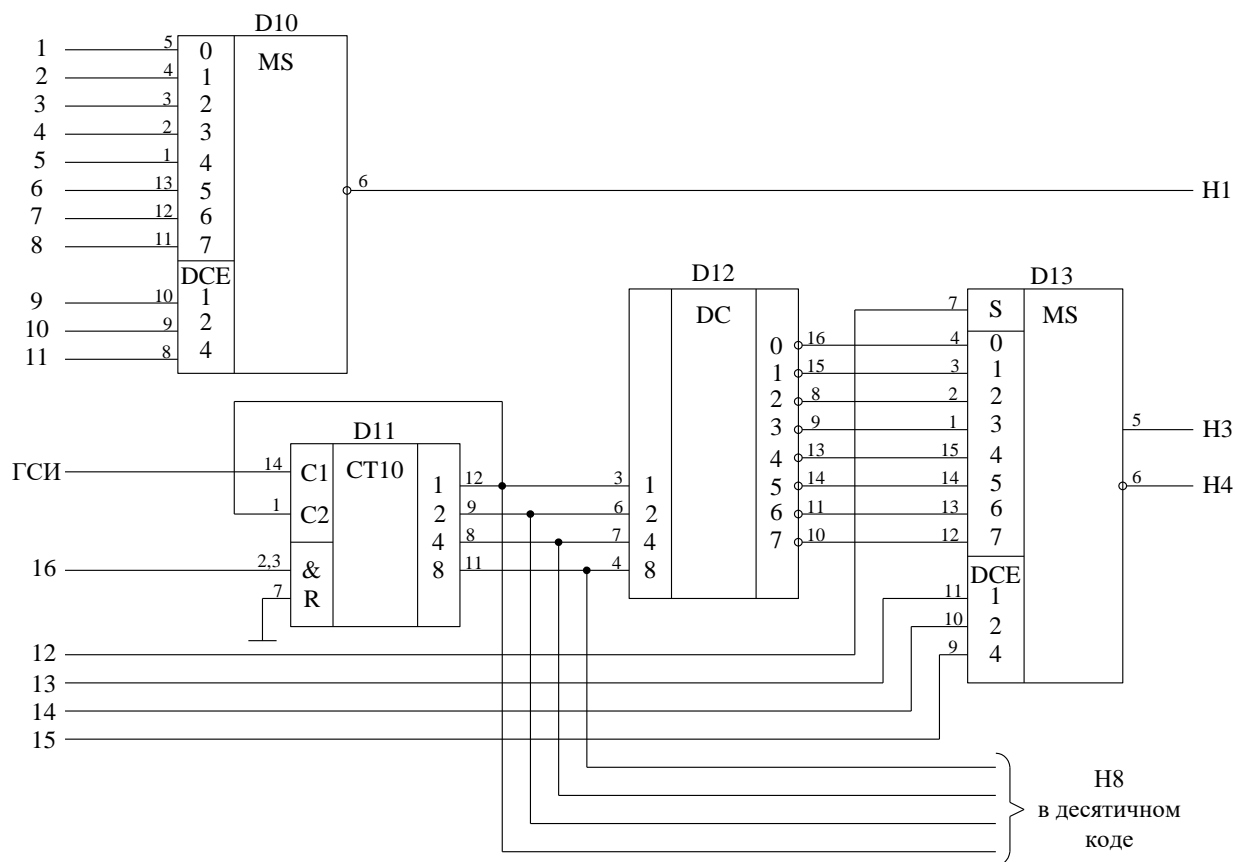 D10
1 5 0 MS
2 4 1
3 3 2
4 2 3
5 1 4
6 13 5 6 H1
7 12 6
8 11 7
DCE
9 10 1
10 9 2
11 8 4
D12 D13
DC 7 S MS
0 16 4 0
1 15 3 1
2 8 2 2
3 9 1 3 5 H3
4 13 15 4
5 14 14 5 6 H4
6 11 13 6
7 10 12 7
3 1
6 2
7 4
4 8
DCE
11 1
10 2
9 4
D11
ГСИ 14 C1 CT10 1 12
1 C2 2 9
4 8
16 2,3 & 8 11
7 R
12
13
14
15
H8
в десятичном
коде